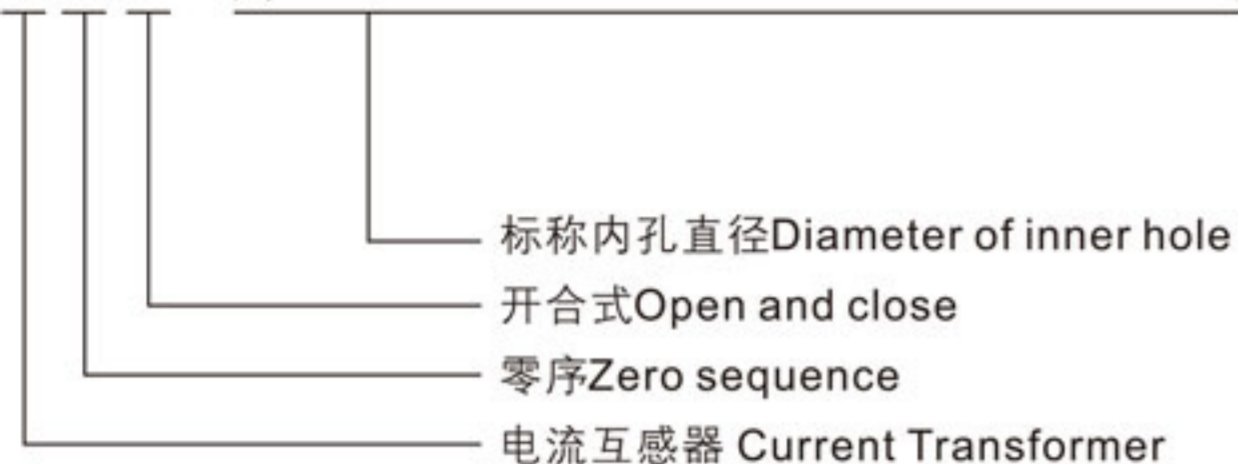 标称内孔直径Diameter of inner hole
开合式Open and close
零序Zero sequence
电流互感器 Current Transformer